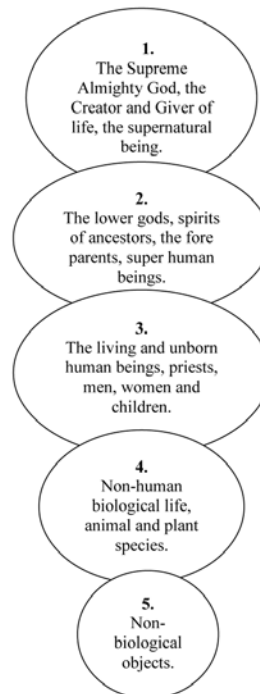 1.
The Supreme
Almighty God, the
Creator and Giver of
life, the supernatural
being.
2.
The lower gods, spirits
of ancestors, the fore
parents, super human
beings.
3.
The living and unborn
human beings, priests,
men, women and
children.
4.
Non-human
biological life,
animal and plant
species.
5.
Non-
biological
objects.